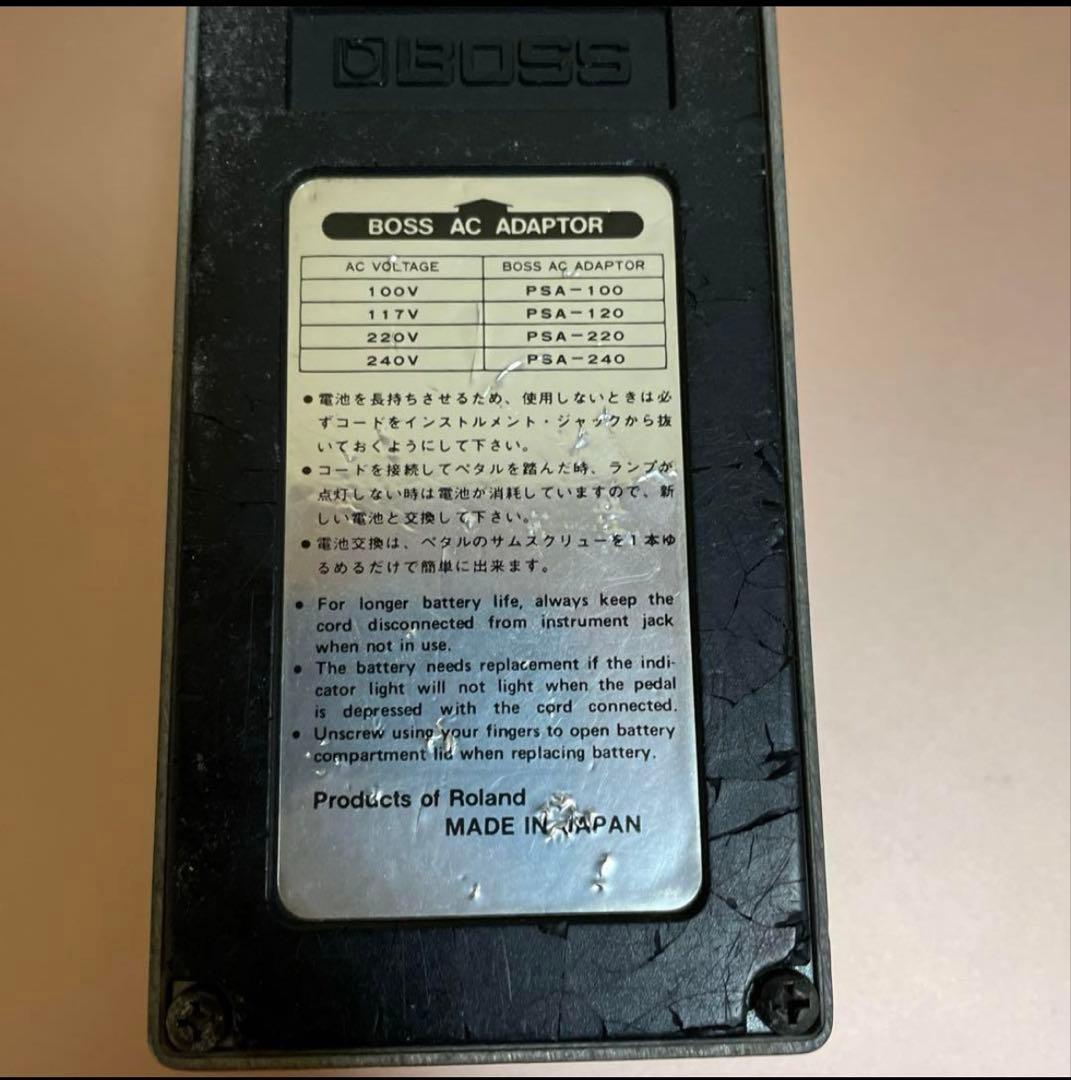 BOSS
BOSS AC ADAPTOR
AC VOLTAGE BOSS AC ADAPTOR
100V PSA-100
117V PSA-120
220V PSA-220
240V PSA-240
●電池を長持ちさせるため、使用しないときは必
ずコードをインストルメント・ジャックから抜
いておくようにして下さい。
●コードを接続してペタルを踏んだ時、ランプが
点灯しない時は電池が消耗していますので、新
しい電池と交換して下さい。
●電池交換は、ペタルのサムスクリューを1本ゆ
るめるだけで簡単に出来ます。
● For longer battery life, always keep the
cord disconnected from instrument jack
when not in use.
● The battery needs replacement if the indi-
cator light will not light when the pedal
is depressed with the cord connected.
● Unscrew using your fingers to open battery
compartment lid when replacing battery.
Products of Roland
MADE IN JAPAN